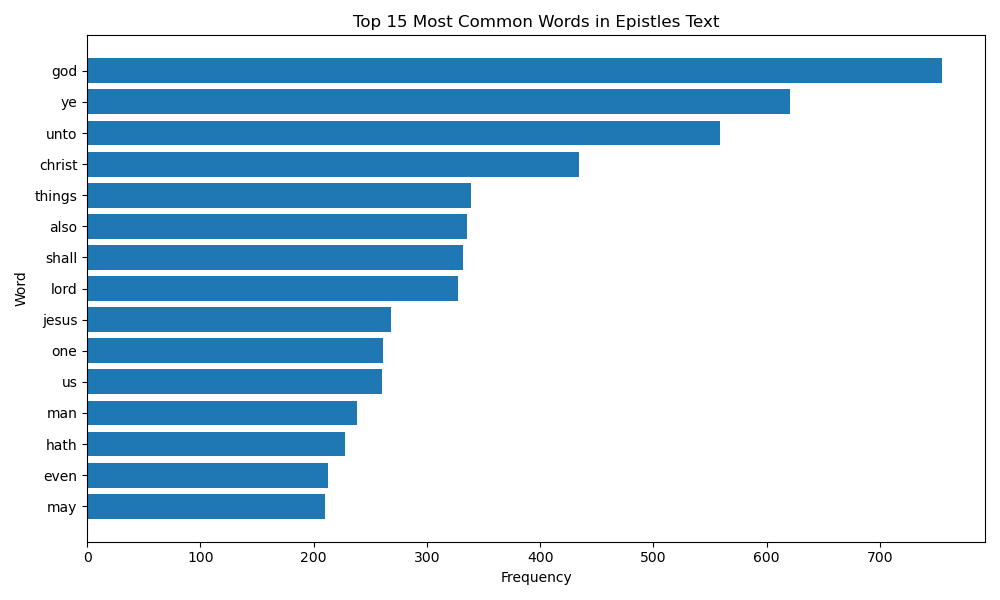 Top 15 Most Common Words in Epistles Text
god
ye
unto
christ
things
also
shall
lord
jesus
one
us
man
hath
even
may
Word
0 100 200 300 400 500 600 700
Frequency